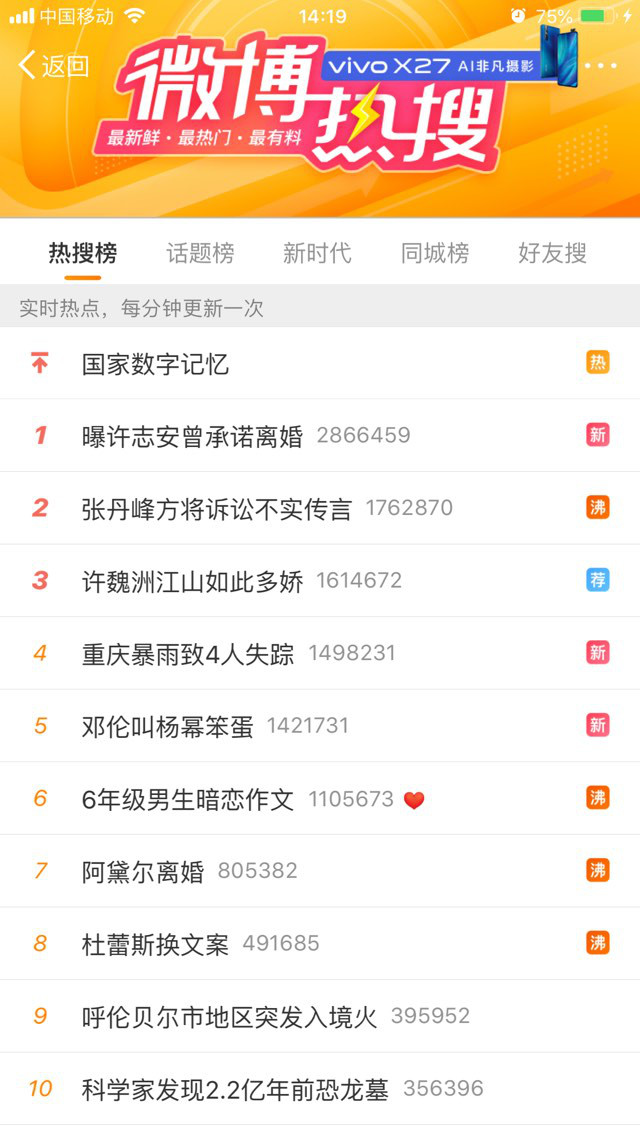 中国移动 14:19 75%
返回
微博热搜
vivo X27 AI非凡摄影
最新鲜·最热门·最有料
热搜榜 话题榜 新时代 同城榜 好友搜
实时热点，每分钟更新一次
国家数字记忆 热
1 曝许志安曾承诺离婚 2866459 新
2 张丹峰方将诉讼不实传言 1762870 沸
3 许魏洲江山如此多娇 1614672 荐
4 重庆暴雨致4人失踪 1498231 新
5 邓伦叫杨幂笨蛋 1421731 新
6 6年级男生暗恋作文 1105673 沸
7 阿黛尔离婚 805382 沸
8 杜蕾斯换文案 491685 沸
9 呼伦贝尔市地区突发入境火 395952
10 科学家发现2.2亿年前恐龙墓 356396